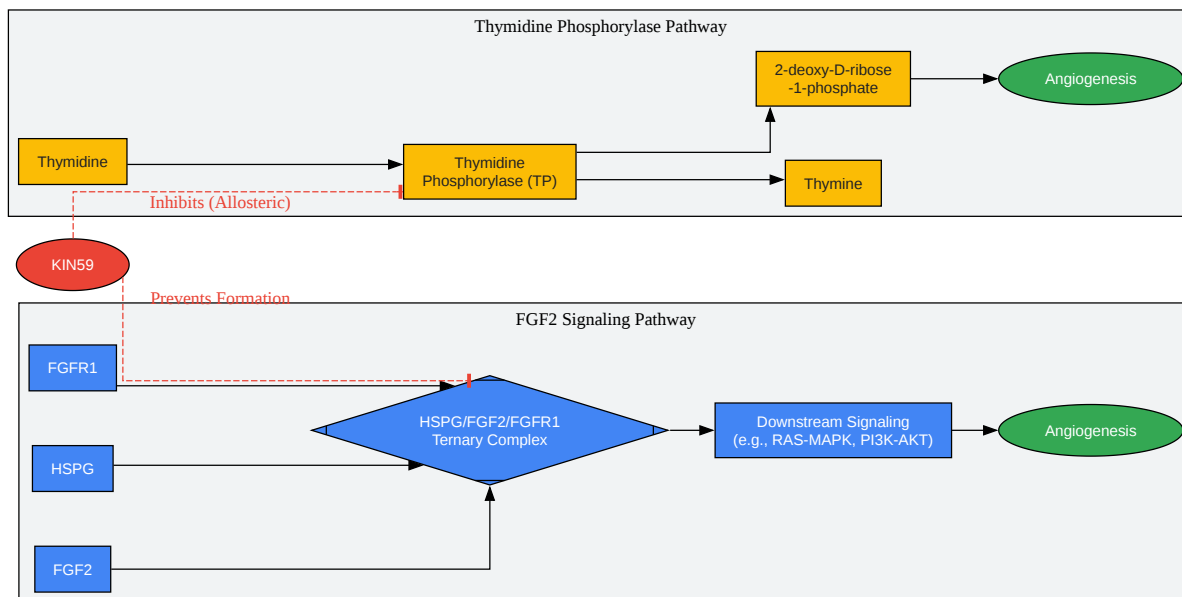 Thymidine Phosphorylase Pathway
2-deoxy-D-ribose
-1-phosphate
Angiogenesis
Thymidine
Thymidine
Phosphorylase (TP)
Thymine
Inhibits (Allosteric)
KIN59
Prevents Formation
FGF2 Signaling Pathway
FGFR1
HSPG/FGF2/FGFR1
Ternary Complex
Downstream Signaling
(e.g., RAS-MAPK, PI3K-AKT)
Angiogenesis
HSPG
FGF2